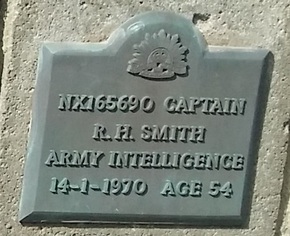 NX165690 CAPTAIN
R. H. SMITH
ARMY INTELLIGENCE
14-1-1970 AGE 54